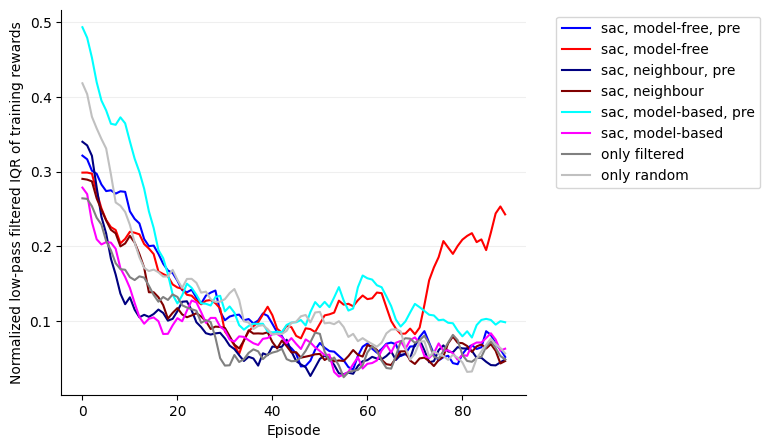 Normalized low-pass filtered IQR of training rewards
0.5
0.4
0.3
0.2
0.1
0
20
40
60
80
Episode
sac, model-free, pre
sac, model-free
sac, neighbour, pre
sac, neighbour
sac, model-based, pre
sac, model-based
only filtered
only random